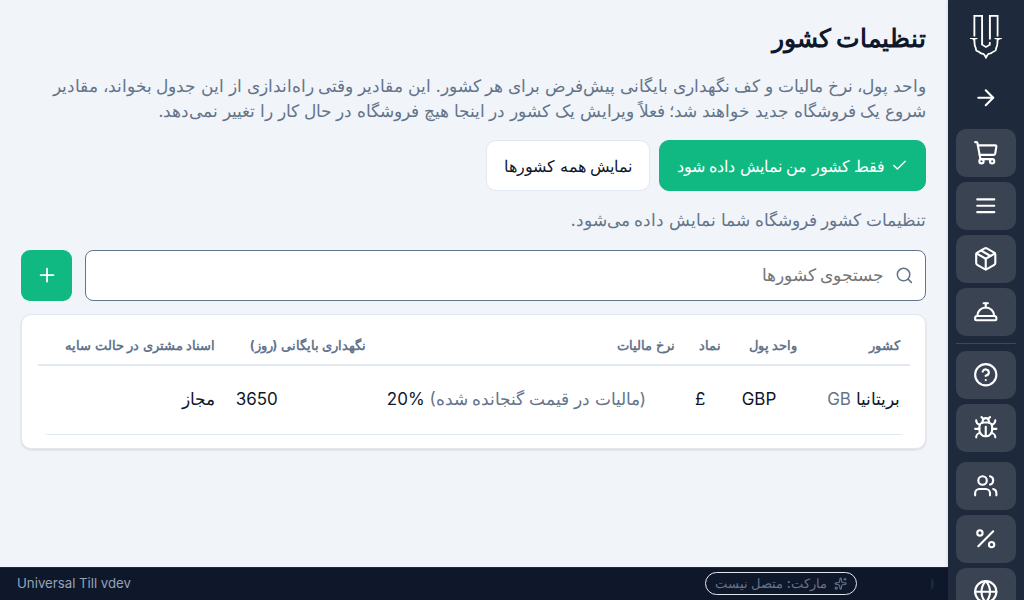 تنظیمات کشور
واحد پول، نرخ مالیات و کف نگهداری بایگانی پیش‌فرض برای هر کشور. این مقادیر وقتی راه‌اندازی از این جدول بخواند، مقادیر
شروع یک فروشگاه جدید خواهند شد؛ فعلاً ویرایش یک کشور در اینجا هیچ فروشگاه در حال کار را تغییر نمی‌دهد.
فقط کشور من نمایش داده شود
نمایش همه کشورها
تنظیمات کشور فروشگاه شما نمایش داده می‌شود.
جستجوی کشورها
کشور واحد پول نماد نرخ مالیات نگهداری بایگانی (روز) اسناد مشتری در حالت سایه
بریتانیا GB GBP £ 20% (مالیات در قیمت گنجانده شده) 3650 مجاز
مارکت: متصل نیست
Universal Till vdev